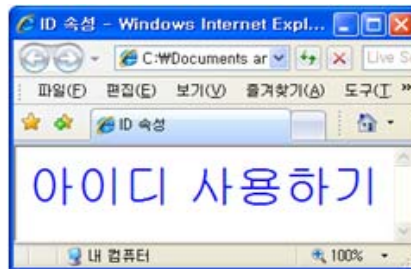 ID 속성 - Windows Internet Expl...
C:₩Documents ar
Live S
파일(F) 편집(E) 보기(V) 즐겨찾기(A) 도구(T »
ID 속성
아이디 사용하기
내 컴퓨터 100%